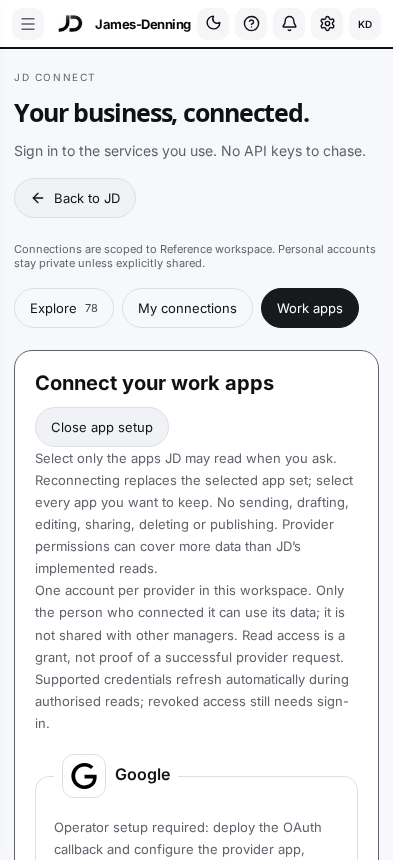 JD James-Denning KD
JD CONNECT
Your business, connected.
Sign in to the services you use. No API keys to chase.
Back to JD
Connections are scoped to Reference workspace. Personal accounts
stay private unless explicitly shared.
Explore 78 My connections Work apps
Connect your work apps
Close app setup
Select only the apps JD may read when you ask.
Reconnecting replaces the selected app set; select
every app you want to keep. No sending, drafting,
editing, sharing, deleting or publishing. Provider
permissions can cover more data than JD’s
implemented reads.
One account per provider in this workspace. Only
the person who connected it can use its data; it is
not shared with other managers. Read access is a
grant, not proof of a successful provider request.
Supported credentials refresh automatically during
authorised reads; revoked access still needs sign-
in.
G Google
Operator setup required: deploy the OAuth
callback and configure the provider app,